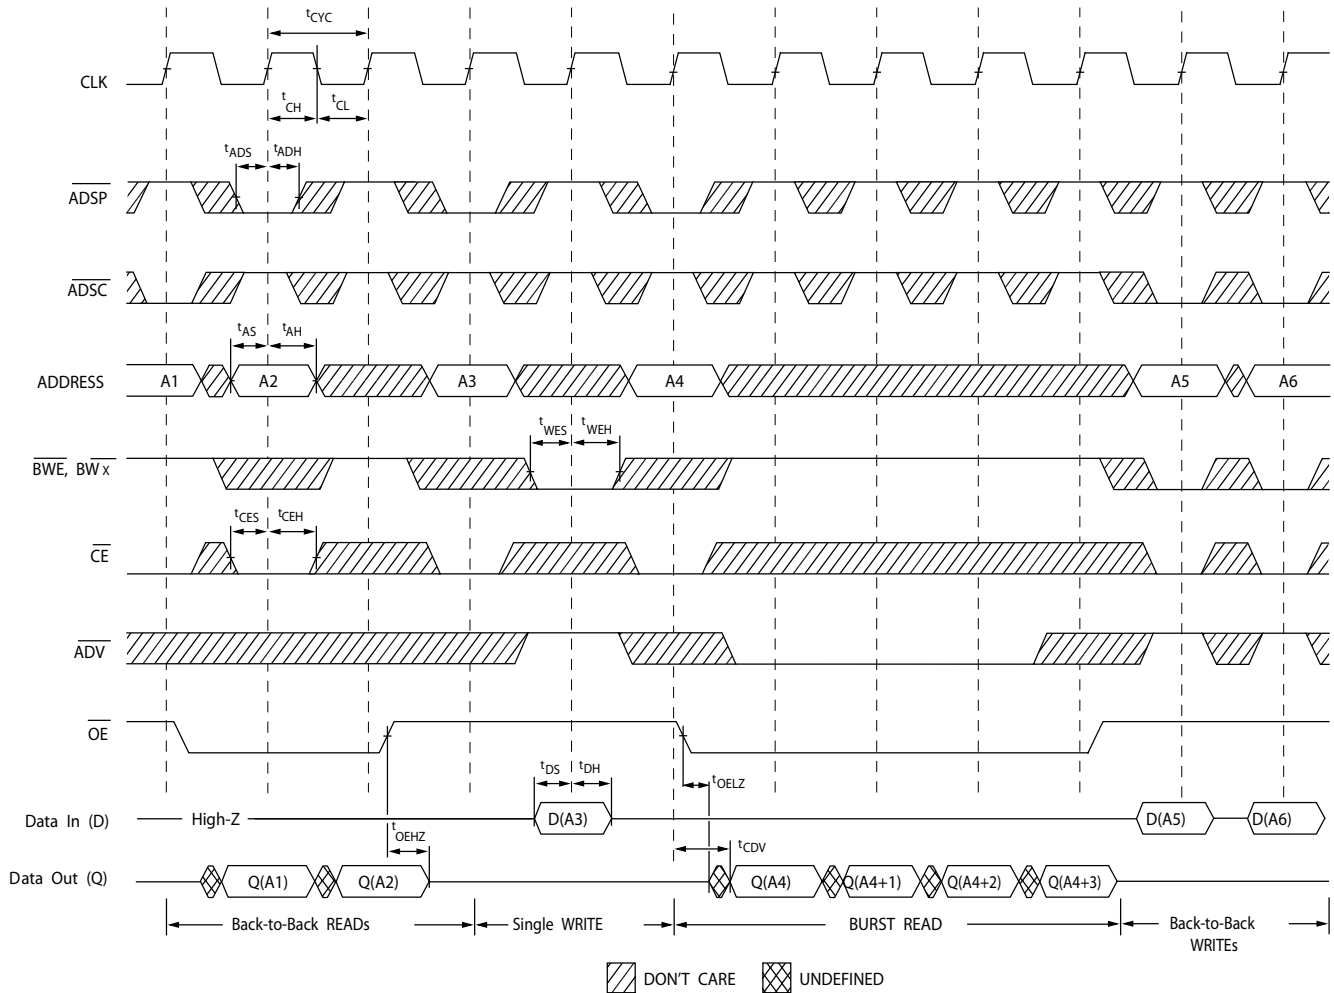 tCYC
CLK
tCH
tCL
tADS
tADH
ADSP
ADSC
tAS
tAH
ADDRESS
A1
A2
A3
A4
A5
A6
tWES
tWEH
BWE, BWX
tCES
tCEH
CE
ADV
OE
tDS
tDH
tOELZ
Data In (D)
High-Z
D(A3)
D(A5)
D(A6)
tOEHZ
tCDV
Data Out (Q)
Q(A1)
Q(A2)
Q(A4)
Q(A4+1)
Q(A4+2)
Q(A4+3)
Back-to-Back READs
Single WRITE
BURST READ
Back-to-Back
WRITEs
DON'T CARE
UNDEFINED